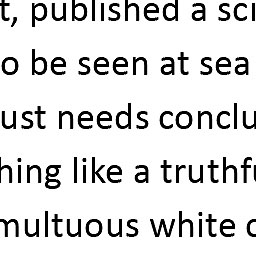 t, published a sci
o be seen at sea
ust needs conclu
hing like a truthfu
multuous white